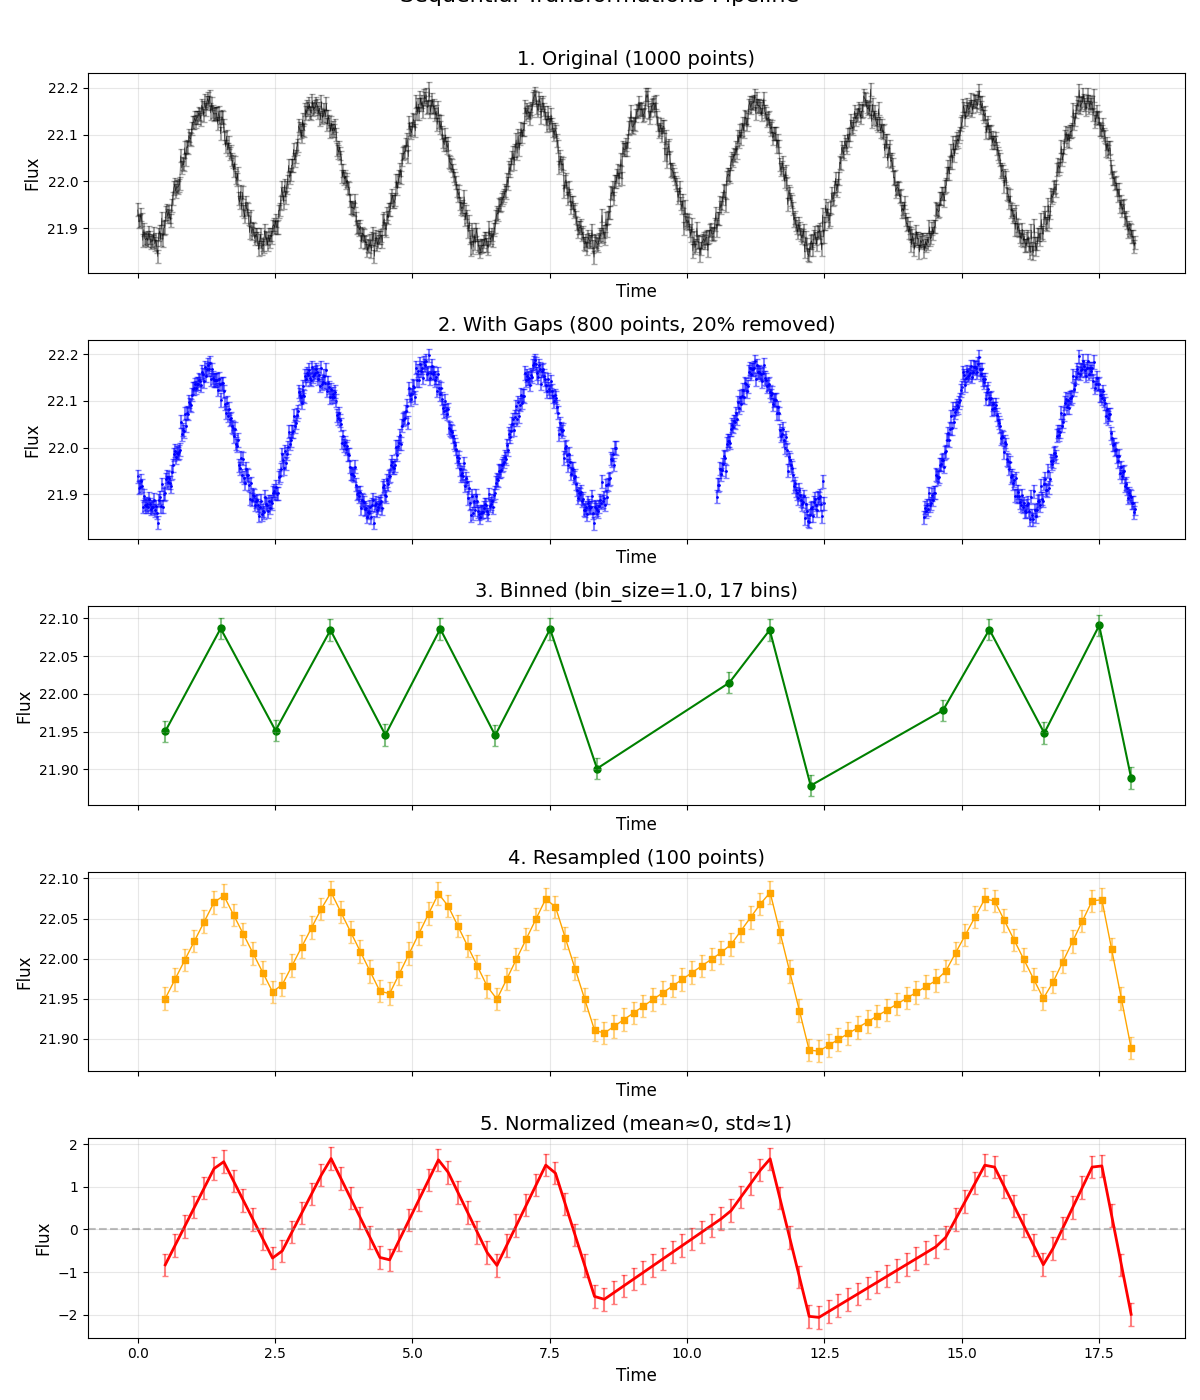 Sequential Transformations Pipeline
1. Original (1000 points)
22.2
22.1
22.0
21.9
Flux
Time
2. With Gaps (800 points, 20% removed)
22.2
22.1
22.0
21.9
Flux
Time
3. Binned (bin_size=1.0, 17 bins)
22.10
22.05
22.00
21.95
21.90
Flux
Time
4. Resampled (100 points)
22.10
22.05
22.00
21.95
21.90
Flux
Time
5. Normalized (mean≈0, std≈1)
2
1
0
−1
−2
Flux
0.0 2.5 5.0 7.5 10.0 12.5 15.0 17.5
Time